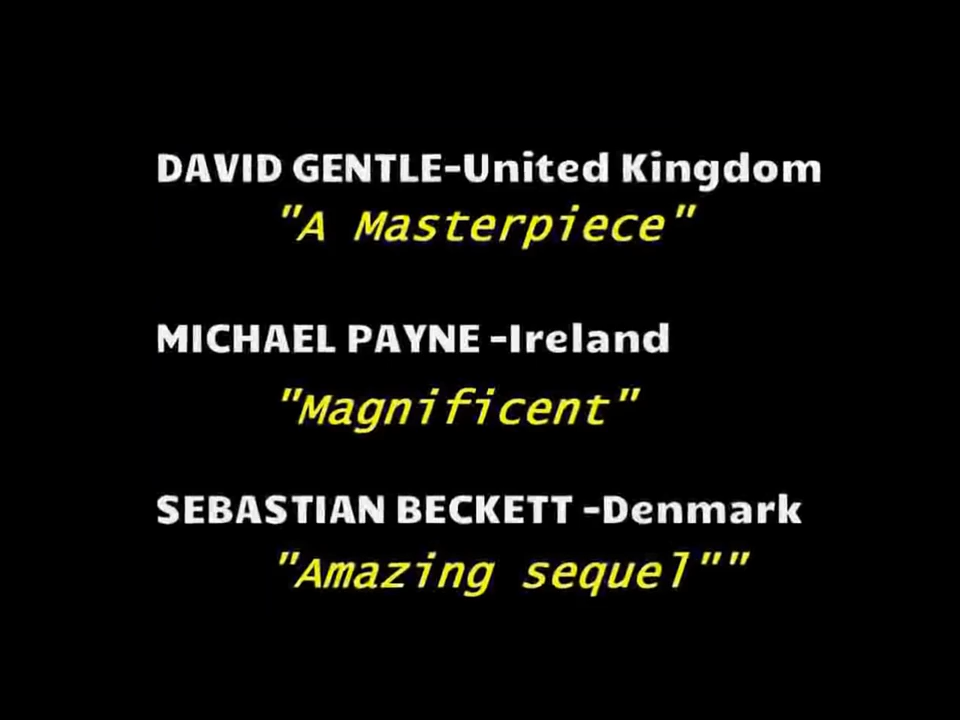 DAVID GENTLE-United Kingdom
"A Masterpiece"
MICHAEL PAYNE -Ireland
"Magnificent"
SEBASTIAN BECKETT -Denmark
"Amazing sequel""